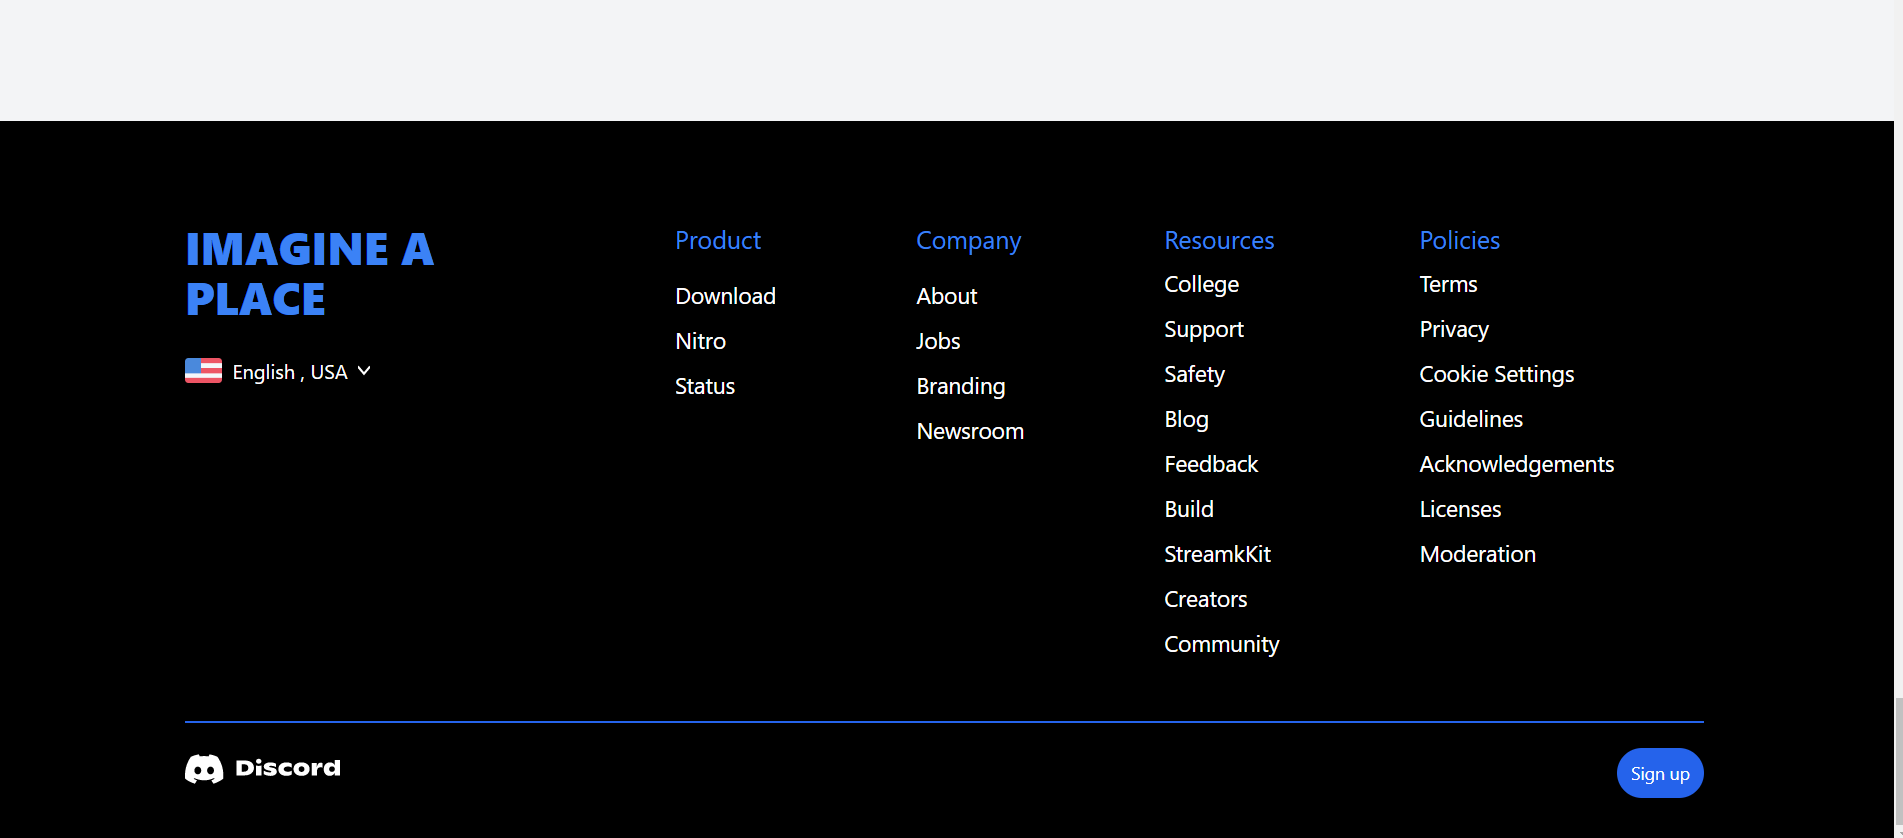 IMAGINE A
PLACE
English , USA
Product
Download
Nitro
Status
Company
About
Jobs
Branding
Newsroom
Resources
College
Support
Safety
Blog
Feedback
Build
StreamkKit
Creators
Community
Policies
Terms
Privacy
Cookie Settings
Guidelines
Acknowledgements
Licenses
Moderation
Discord
Sign up